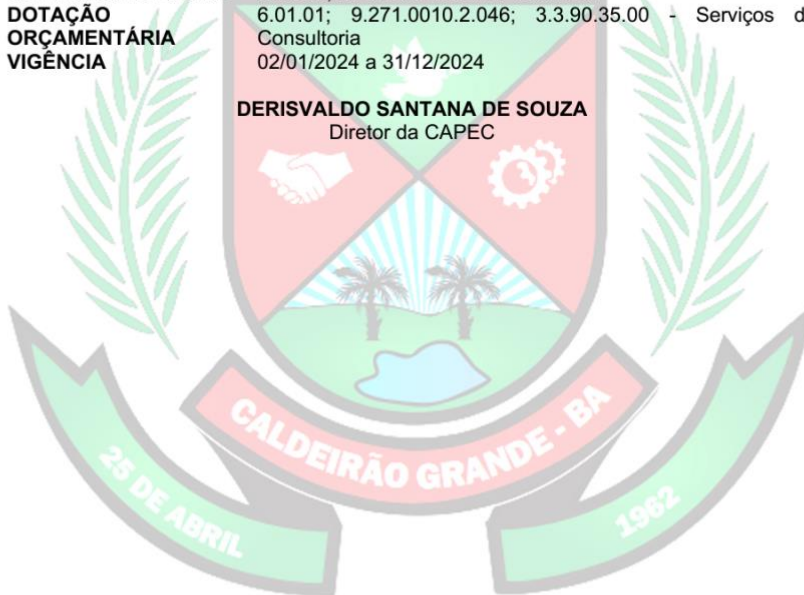 DOTAÇÃO 6.01.01; 9.271.0010.2.046; 3.3.90.35.00 - Serviços d
ORÇAMENTÁRIA Consultoria
VIGÊNCIA 02/01/2024 a 31/12/2024
DERISVALDO SANTANA DE SOUZA
Diretor da CAPEC
CALDEIRÃO GRANDE - BA
25 DE ABRIL
1962